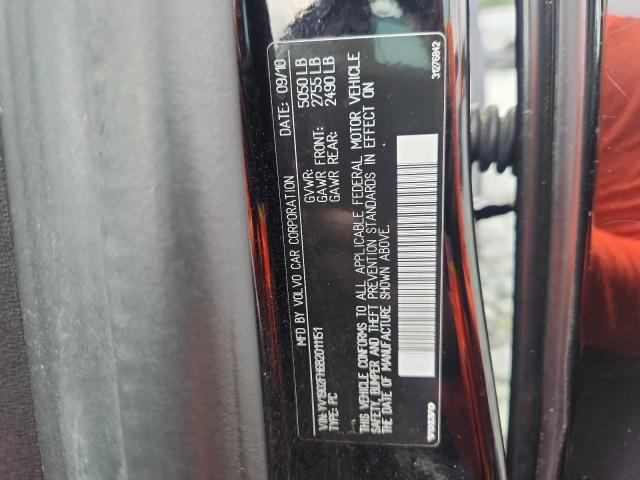 MFD BY VOLVO CAR CORPORATION DATE: 09/10
GVWR: 5050 LB
GAWR FRONT: 2755 LB
GAWR REAR: 2490 LB
VIN:
TYPE: PC
THIS VEHICLE CONFORMS TO ALL APPLICABLE FEDERAL MOTOR VEHICLE
SAFETY, BUMPER AND THEFT PREVENTION STANDARDS IN EFFECT ON
THE DATE OF MANUFACTURE SHOWN ABOVE.
VOLVO 31276842